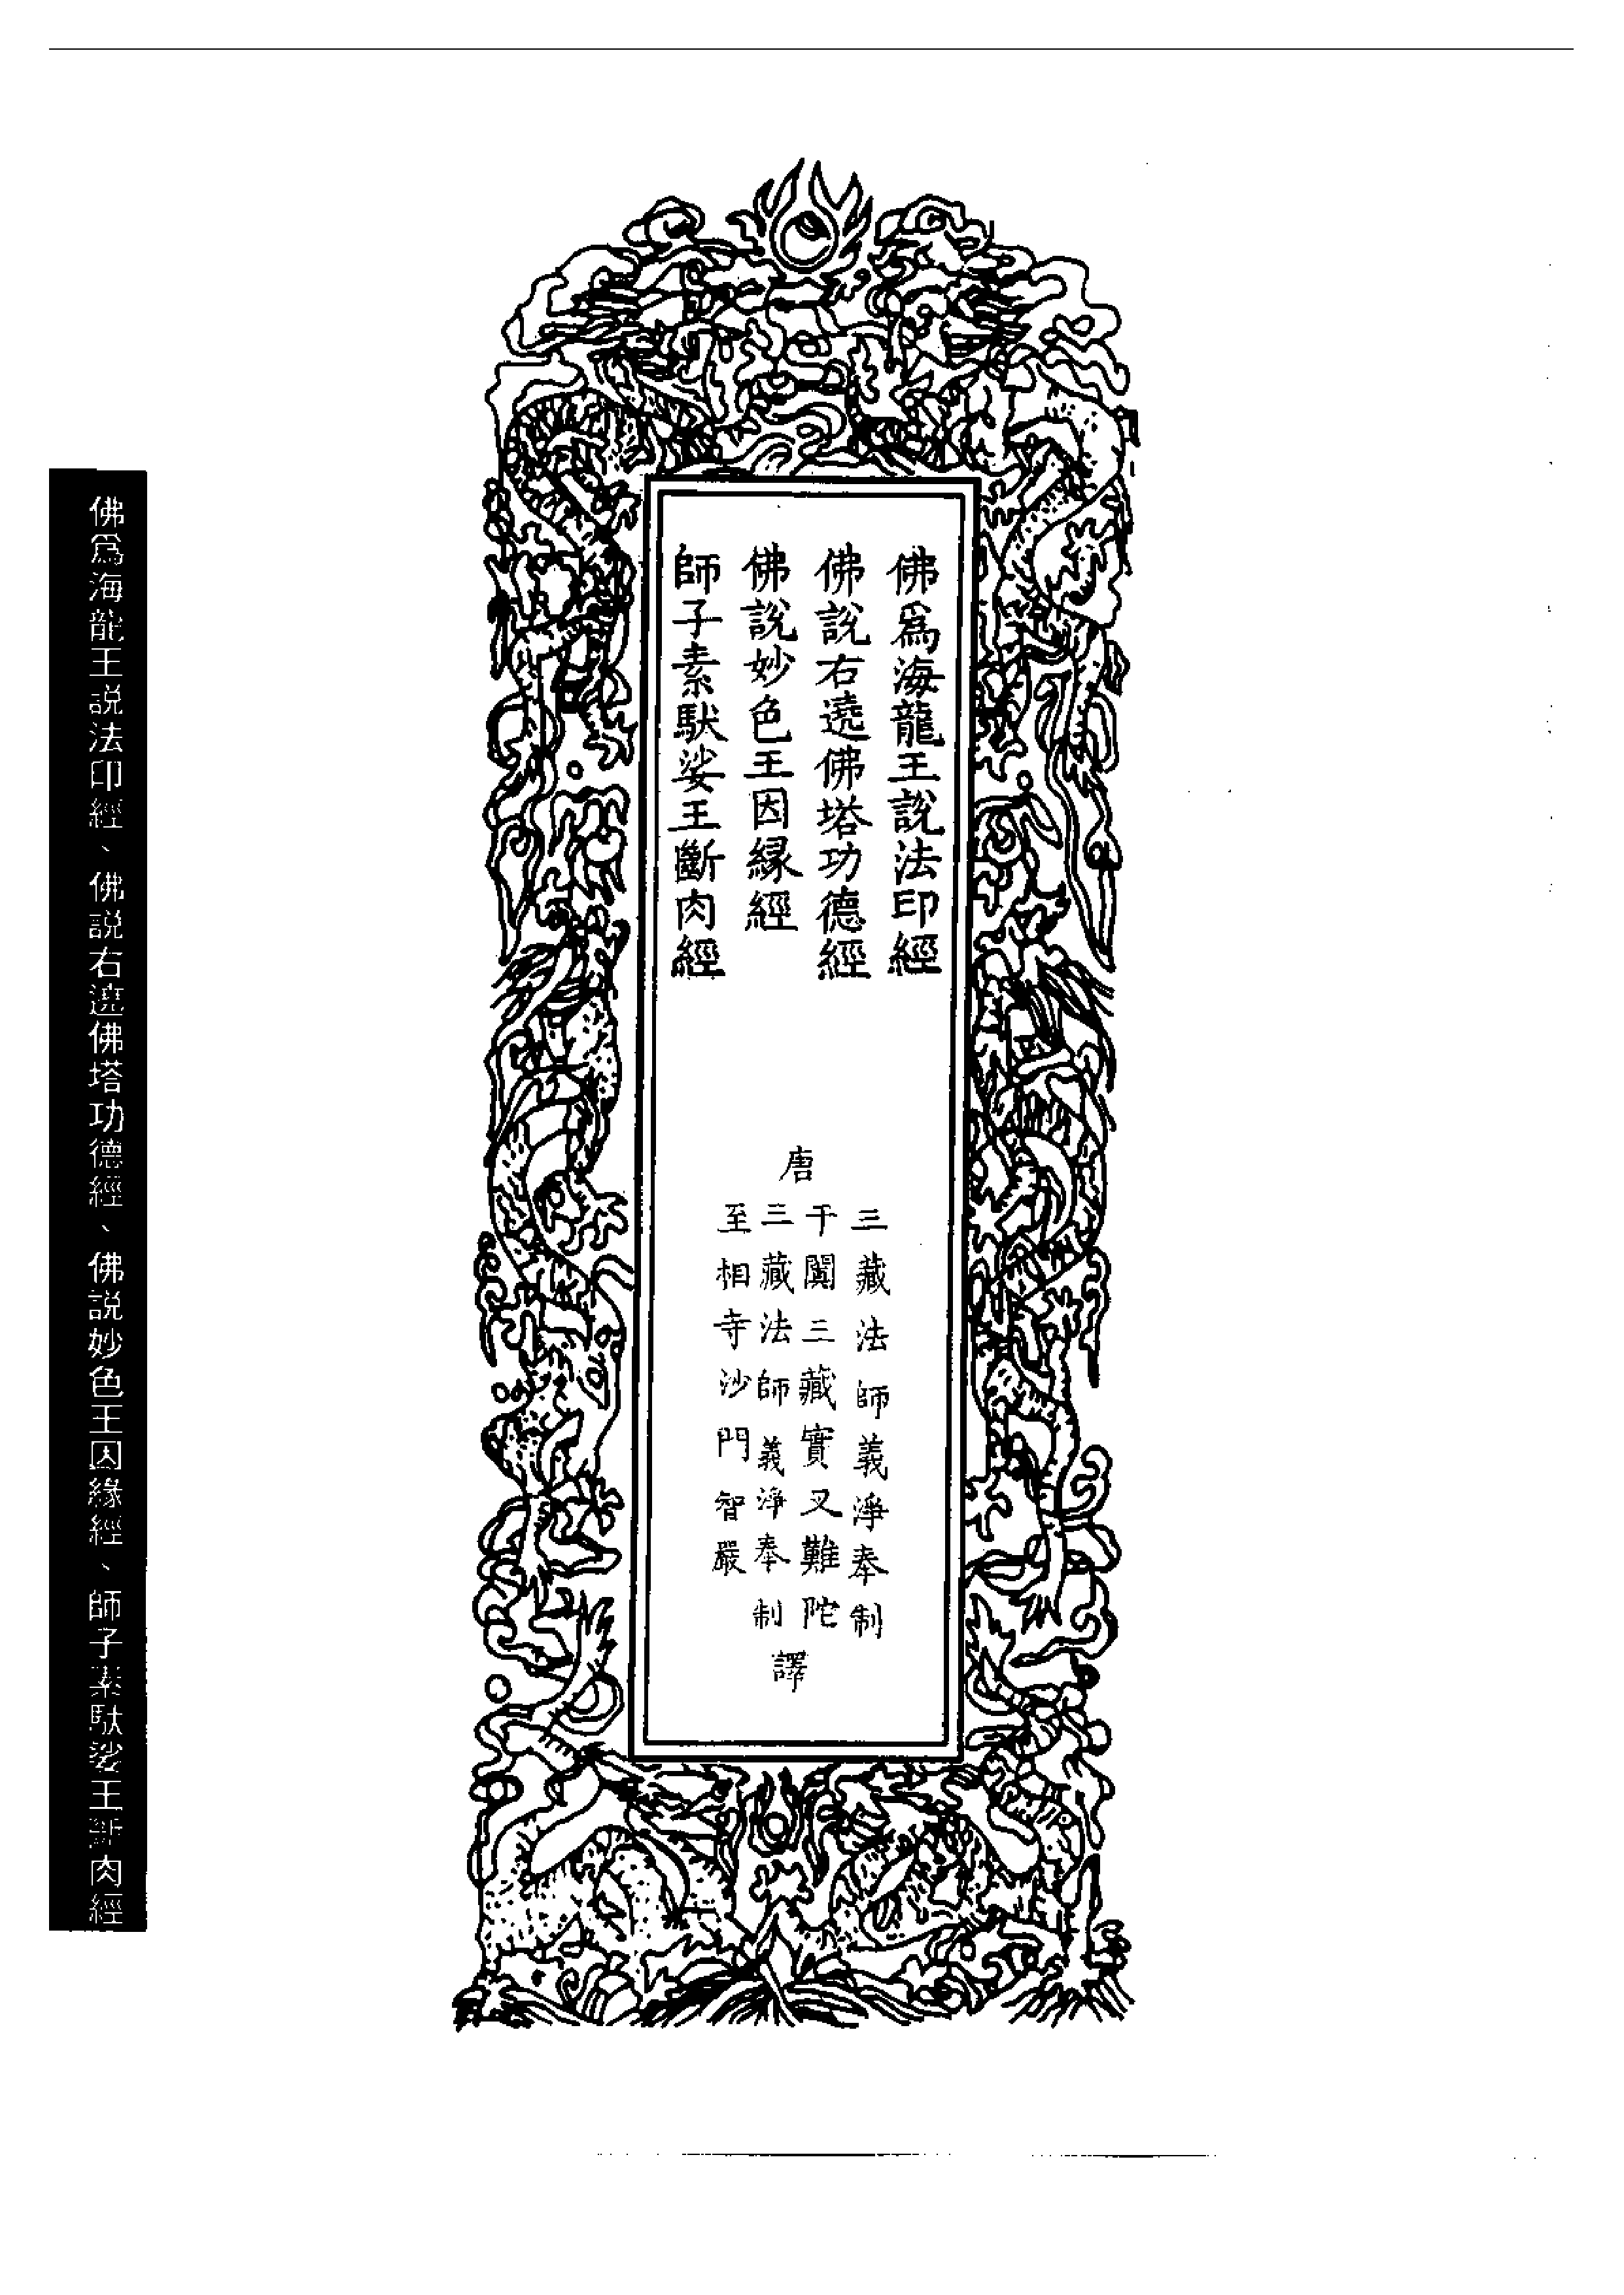 佛爲海龍王說法印經
佛說右遶佛塔功德經
佛說妙色王因緣經
師子素馱娑王斷肉經
唐
三藏法師義淨奉制
于闐三藏實叉難陀
三藏法師義淨奉制
至相寺沙門智嚴
譯
佛爲海龍王說法印經、佛說右遶佛塔功德經、佛說妙色王因緣經、師子素馱娑王斷肉經